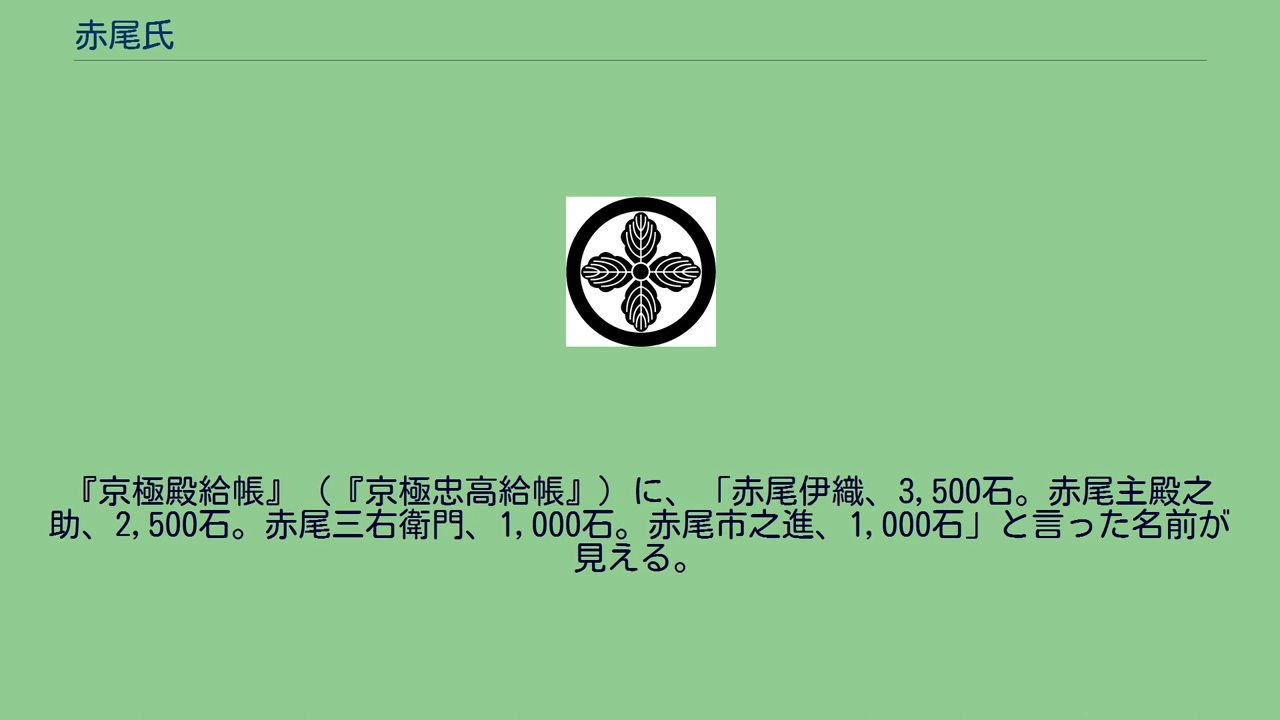 赤尾氏
『京極殿給帳』（『京極忠高給帳』）に、「赤尾伊織、3,500石。赤尾主殿之
助、2,500石。赤尾三右衛門、1,000石。赤尾市之進、1,000石」と言った名前が
見える。